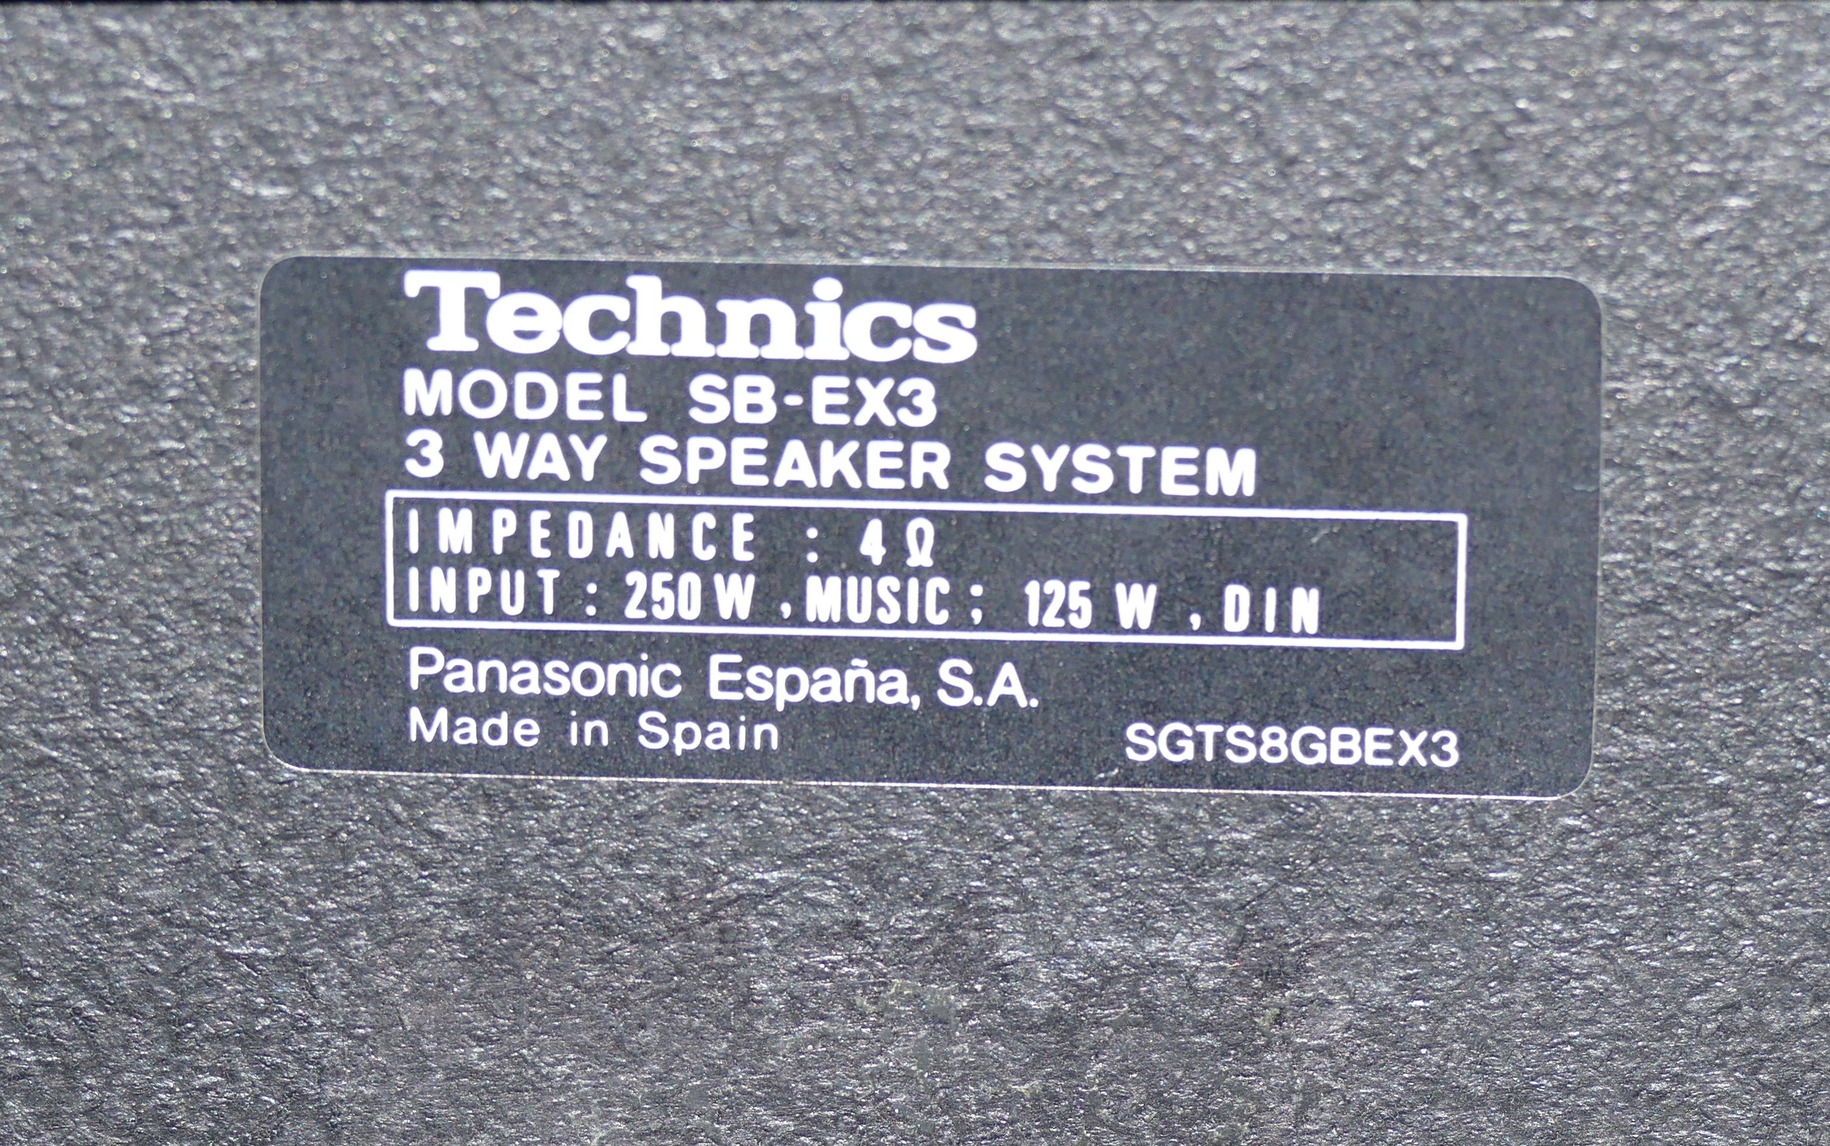 Technics
MODEL SB-EX3
3 WAY SPEAKER SYSTEM
IMPEDANCE : 4Ω
INPUT : 250W , MUSIC ; 125 W , DIN
Panasonic España, S.A.
Made in Spain SGTS8GBEX3